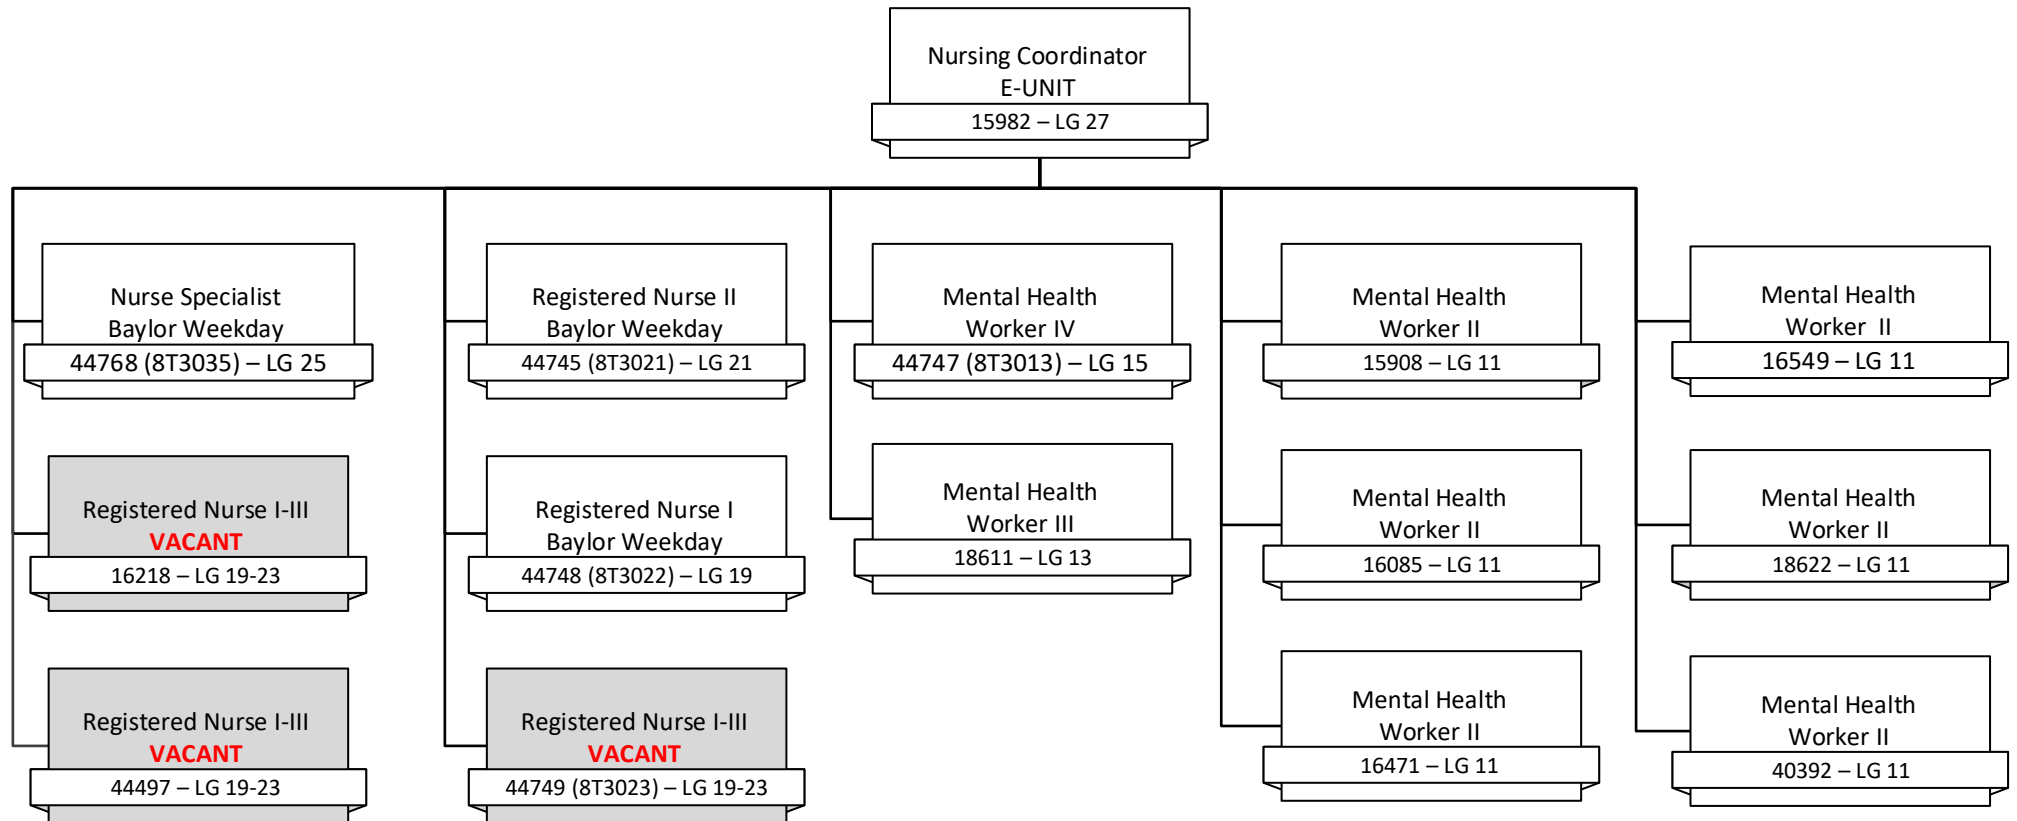 Nursing Coordinator
E-UNIT
15982 – LG 27
Nurse Specialist
Baylor Weekday
44768 (8T3035) – LG 25
Registered Nurse I-III
VACANT
16218 – LG 19-23
Registered Nurse I-III
VACANT
44497 – LG 19-23
Registered Nurse II
Baylor Weekday
44745 (8T3021) – LG 21
Registered Nurse I
Baylor Weekday
44748 (8T3022) – LG 19
Registered Nurse I-III
VACANT
44749 (8T3023) – LG 19-23
Mental Health
Worker IV
44747 (8T3013) – LG 15
Mental Health
Worker III
18611 – LG 13
Mental Health
Worker II
15908 – LG 11
Mental Health
Worker II
16085 – LG 11
Mental Health
Worker II
16471 – LG 11
Mental Health
Worker  II
16549 – LG 11
Mental Health
Worker II
18622 – LG 11
Mental Health
Worker II
40392 – LG 11